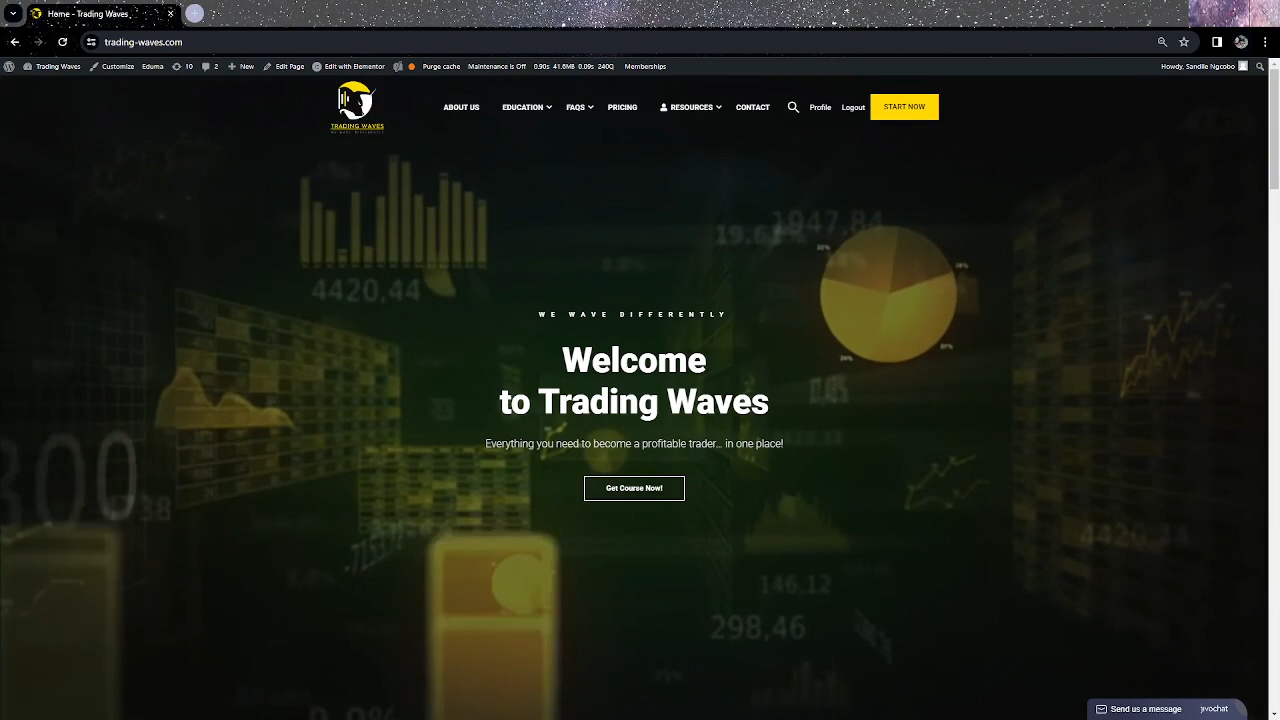 Home - Trading Waves
trading-waves.com
Trading Waves Customize Eduma 10 2 New Edit Page Edit with Elementor Purge cache Maintenance is Off 0.90s 41.6MB 0.09s 240Q Memberships Howdy, Sandile Ngcobo
TRADING WAVES
ABOUT US EDUCATION FAQS PRICING RESOURCES CONTACT Profile Logout START NOW
1947,84
19.61
4420,44
WE WAVE DIFFERENTLY
Welcome
to Trading Waves
Everything you need to become a profitable trader... in one place!
Get Course Now!
146,12
298,46
Send us a message jivochat